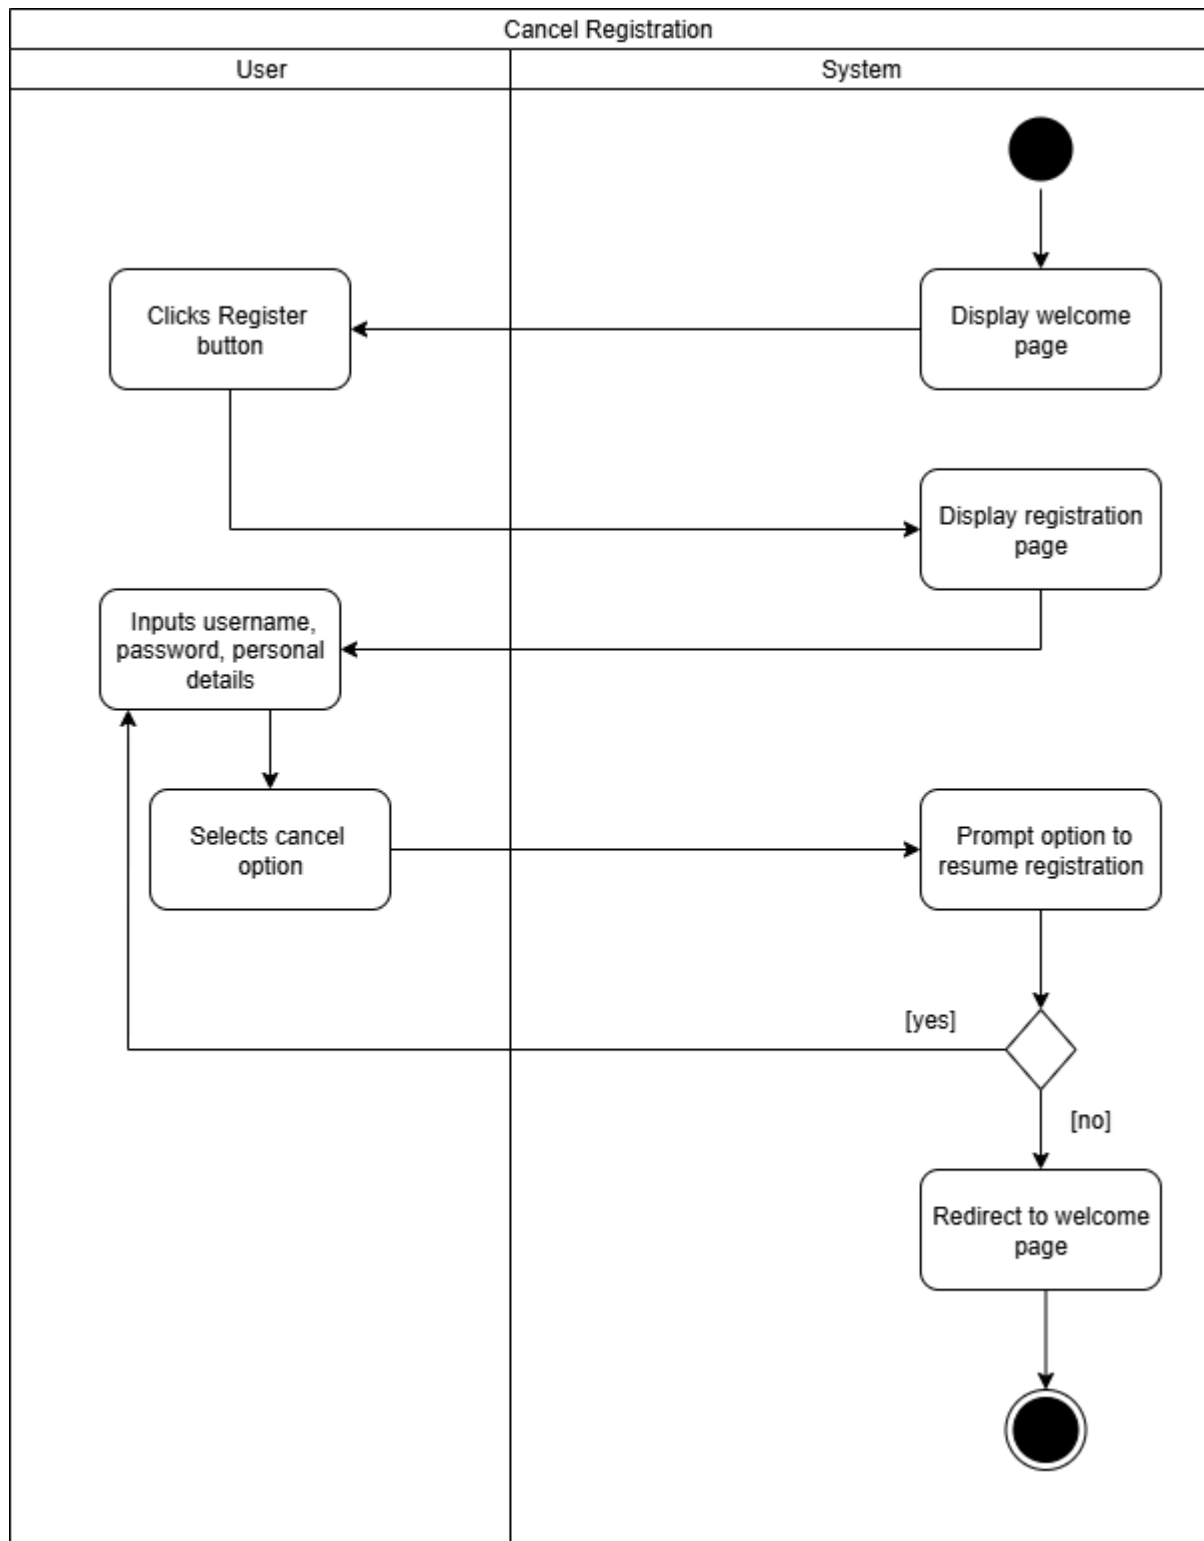 Cancel Registration
User
System
Clicks Register
button
Display welcome
page
Display registration
page
Inputs username,
password, personal
details
Selects cancel
option
Prompt option to
resume registration
[yes]
[no]
Redirect to welcome
page